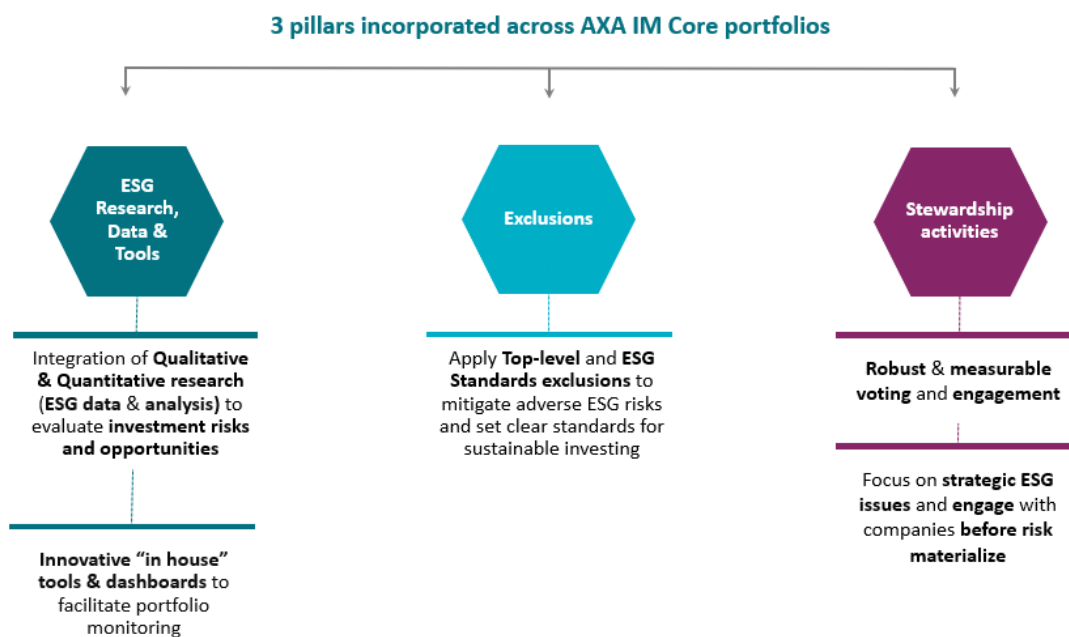 3 pillars incorporated across AXA IM Core portfolios
ESG
Research,
Data &
Tools
Integration of Qualitative
& Quantitative research
(ESG data & analysis) to
evaluate investment risks
and opportunities
Innovative “in house”
tools & dashboards to
facilitate portfolio
monitoring
Exclusions
Apply Top-level and ESG
Standards exclusions to
mitigate adverse ESG risks
and set clear standards for
sustainable investing
Stewardship
activities
Robust & measurable
voting and engagement
Focus on strategic ESG
issues and engage with
companies before risk
materialize